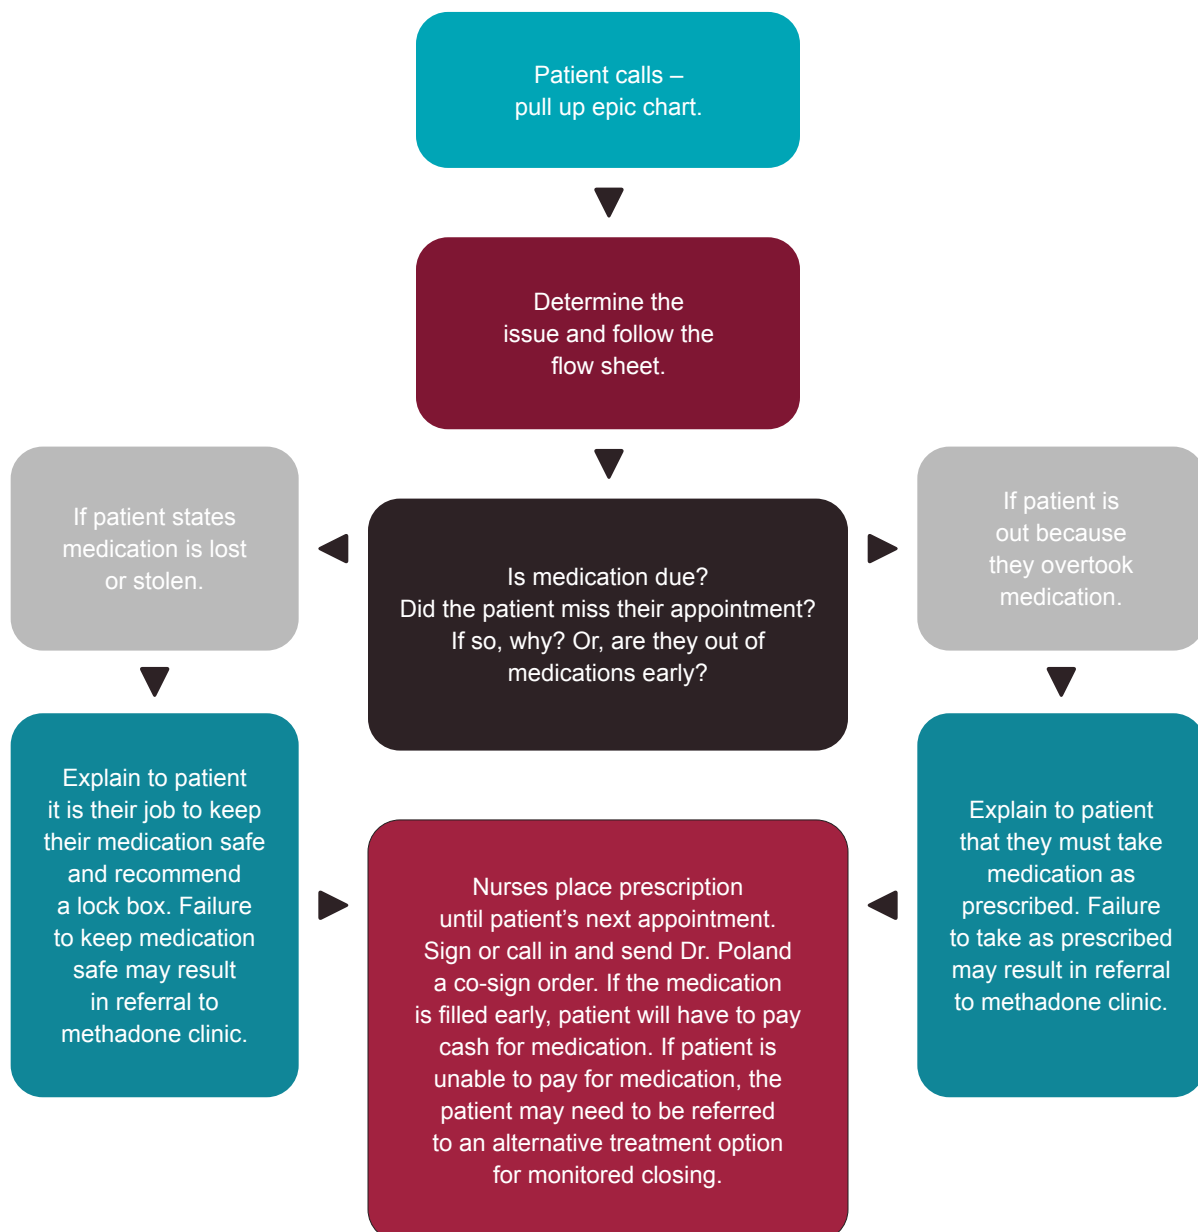 Patient calls –
pull up epic chart.
Determine the
issue and follow the
flow sheet.
If patient states
medication is lost
or stolen.
Is medication due?
Did the patient miss their appointment?
If so, why? Or, are they out of
medications early?
If patient is
out because
they overtook
medication.
Explain to patient
it is their job to keep
their medication safe
and recommend
a lock box. Failure
to keep medication
safe may result
in referral to
methadone clinic.
Nurses place prescription
until patient’s next appointment.
Sign or call in and send Dr. Poland
a co-sign order. If the medication
is filled early, patient will have to pay
cash for medication. If patient is
unable to pay for medication, the
patient may need to be referred
to an alternative treatment option
for monitored closing.
Explain to patient
that they must take
medication as
prescribed. Failure
to take as prescribed
may result in referral
to methadone clinic.